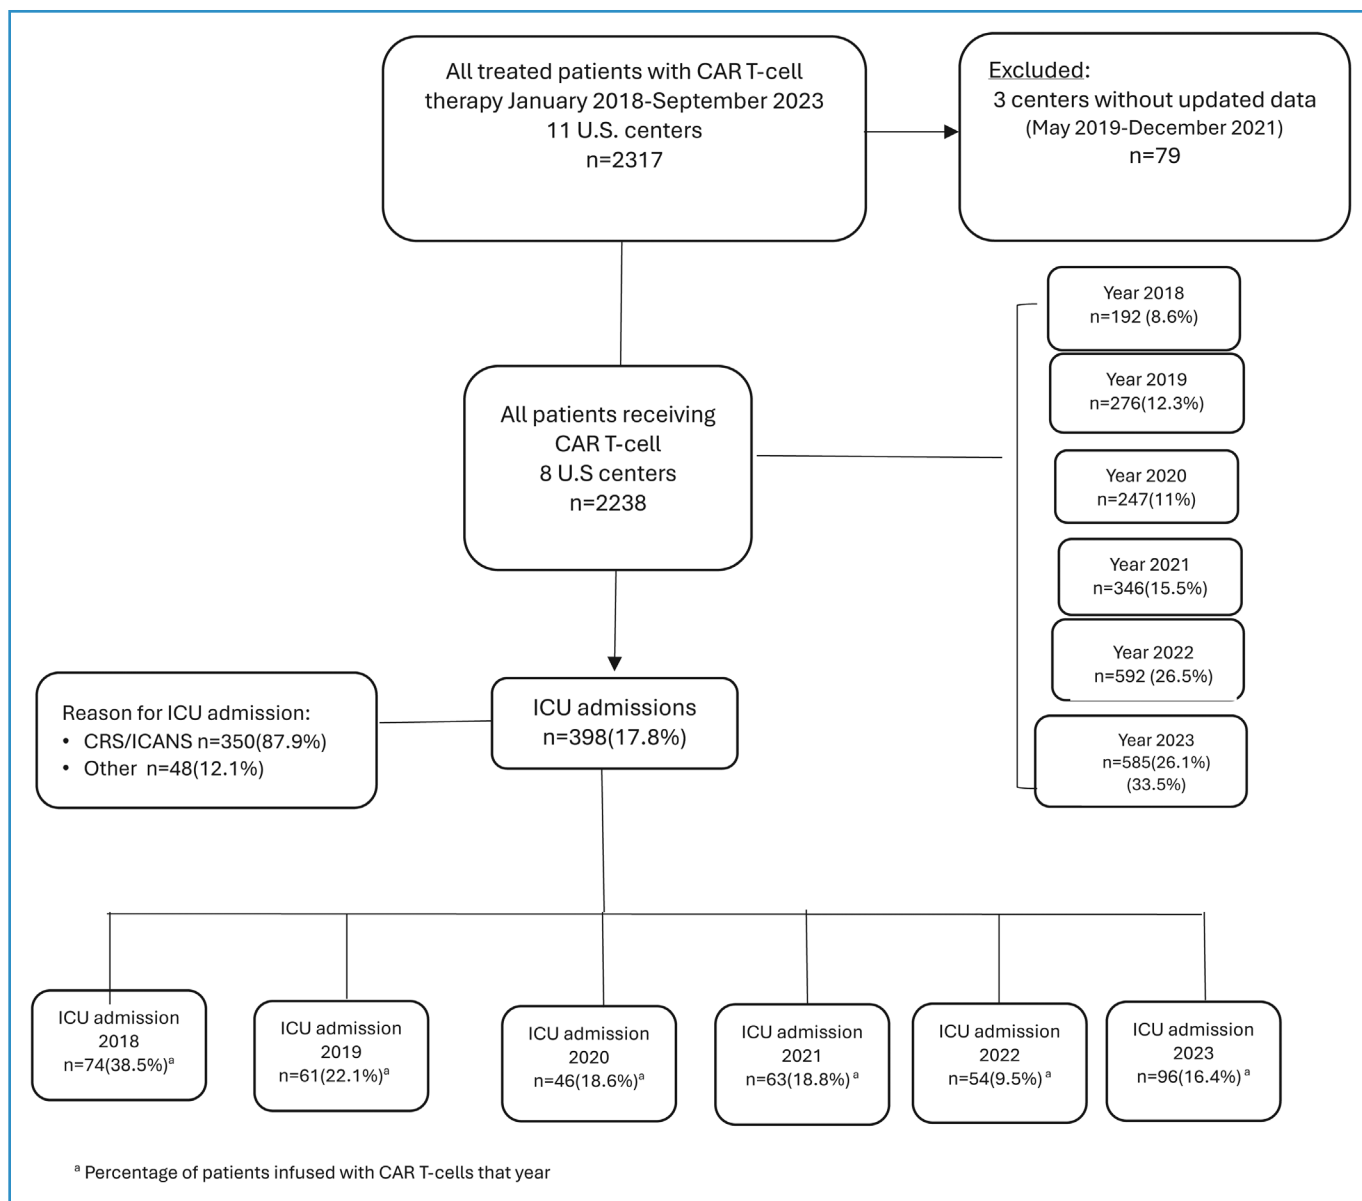 All treated patients with CAR T-cell
therapy January 2018-September 2023
11 U.S. centers
n=2317
Excluded:
3 centers without updated data
(May 2019-December 2021)
n=79
All patients receiving
CAR T-cell
8 U.S centers
n=2238
Year 2018
n=192 (8.6%)
Year 2019
n=276(12.3%)
Year 2020
n=247(11%)
Year 2021
n=346(15.5%)
Year 2022
n=592 (26.5%)
Year 2023
n=585(26.1%)
(33.5%)
Reason for ICU admission:
• CRS/ICANS n=350(87.9%)
• Other n=48(12.1%)
ICU admissions
n=398(17.8%)
ICU admission
2018
n=74(38.5%)ᵃ
ICU admission
2019
n=61(22.1%)ᵃ
ICU admission
2020
n=46(18.6%)ᵃ
ICU admission
2021
n=63(18.8%) ᵃ
ICU admission
2022
n=54(9.5%) ᵃ
ICU admission
2023
n=96(16.4%) ᵃ
ᵃ Percentage of patients infused with CAR T-cells that year